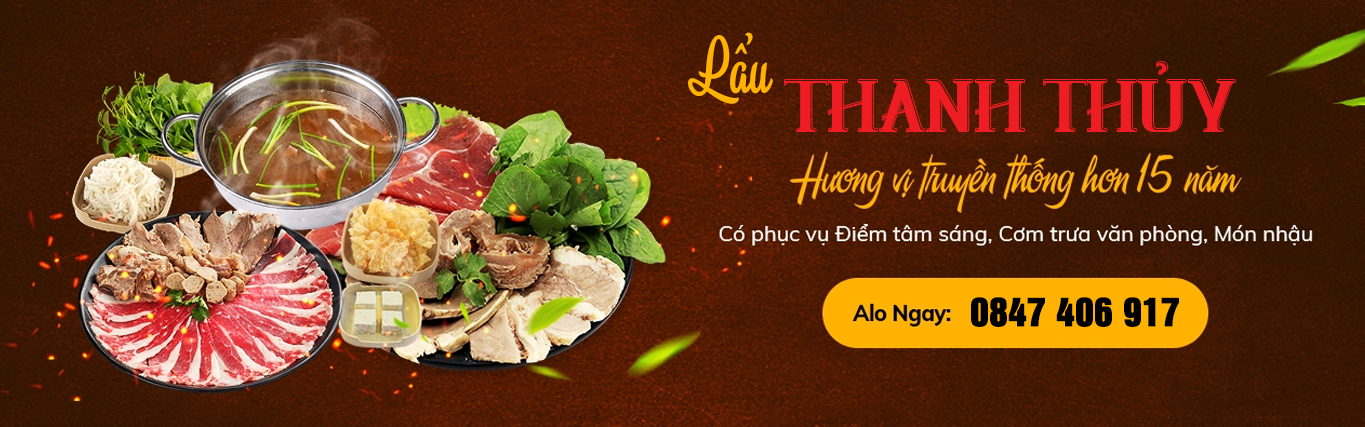 Lẩu
THANH THỦY
Hương vị truyền thống hơn 15 năm
Có phục vụ Điểm tâm sáng, Cơm trưa văn phòng, Món nhậu
Alo Ngay: 0847 406 917